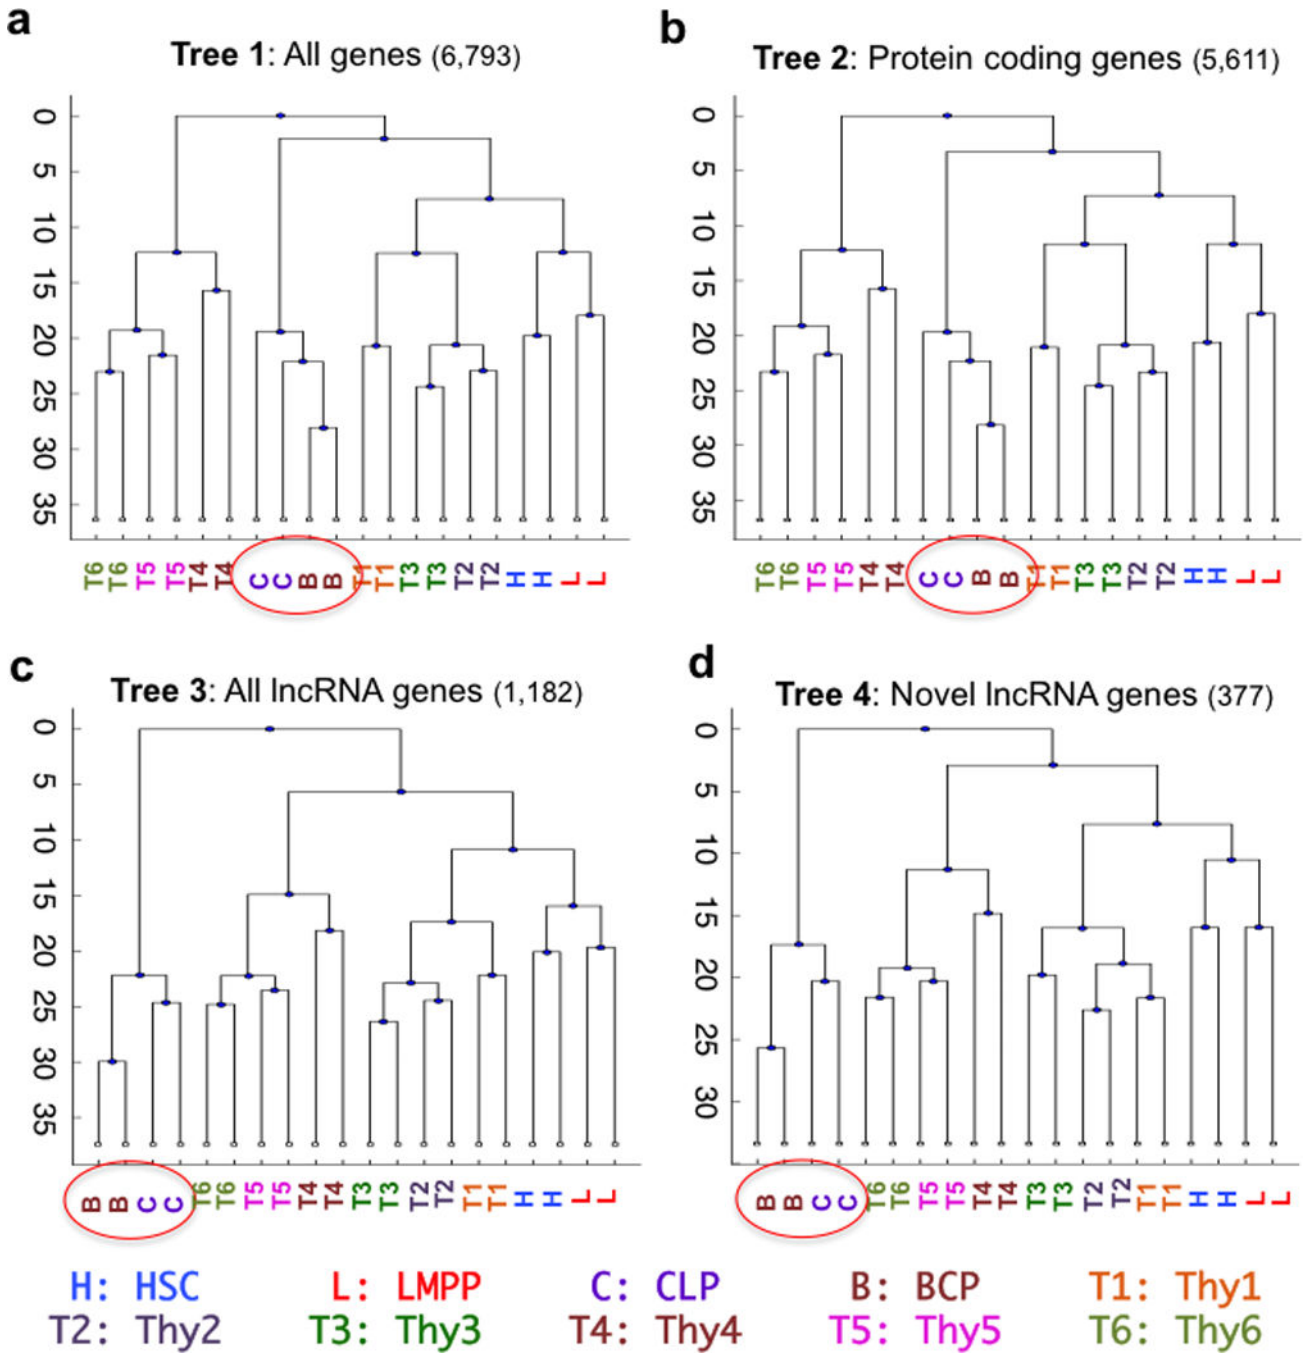 a
Tree 1: All genes (6,793)
0
5
10
15
20
25
30
35
T6 T6 T5 T5 T4 T4 C C B B T1 T1 T3 T3 T2 T2 H H L L
b
Tree 2: Protein coding genes (5,611)
0
5
10
15
20
25
30
35
T6 T6 T5 T5 T4 T4 C C B B T1 T1 T3 T3 T2 T2 H H L L
c
Tree 3: All lncRNA genes (1,182)
0
5
10
15
20
25
30
35
B B C C T6 T6 T5 T5 T4 T4 T3 T3 T2 T2 T1 T1 H H L L
d
Tree 4: Novel lncRNA genes (377)
0
5
10
15
20
25
30
B B C C T6 T6 T5 T5 T4 T4 T3 T3 T2 T2 T1 T1 H H L L
H: HSC L: LMPP C: CLP B: BCP T1: Thy1
T2: Thy2 T3: Thy3 T4: Thy4 T5: Thy5 T6: Thy6